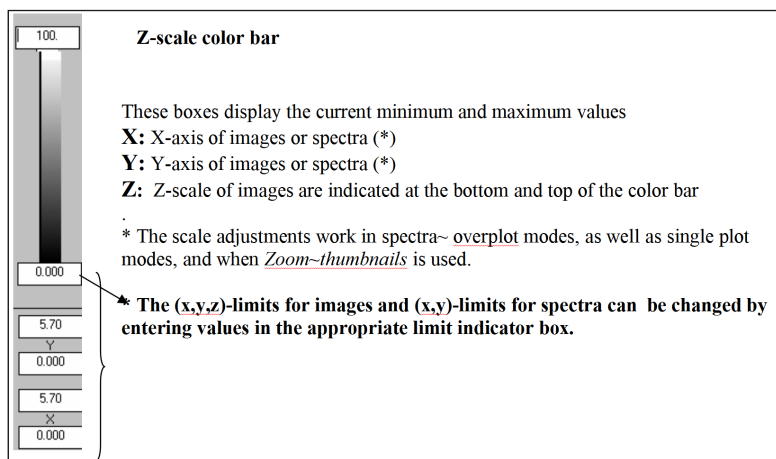 100.
Z-scale color bar
These boxes display the current minimum and maximum values
X: X-axis of images or spectra (*)
Y: Y-axis of images or spectra (*)
Z: Z-scale of images are indicated at the bottom and top of the color bar
.
* The scale adjustments work in spectra~ overplot modes, as well as single plot
modes, and when Zoom~thumbnails is used.
0.000
* The (x,y,z)-limits for images and (x,y)-limits for spectra can be changed by
entering values in the appropriate limit indicator box.
5.70
Y
0.000
5.70
X
0.000